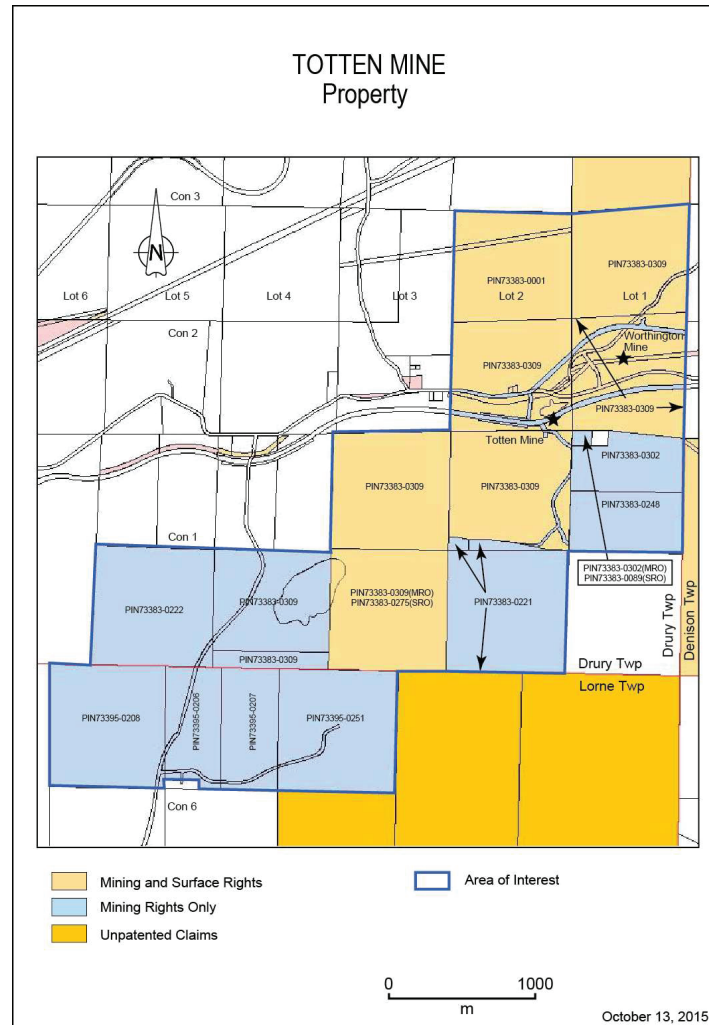 TOTTEN MINE
Property
Con 3
N
PIN73383-0309
PIN73383-0001
Lot 6
Lot 5
Lot 4
Lot 3
Lot 2
Lot 1
Con 2
Worthington
Mine
PIN73383-0309
PIN73383-0309
Totten Mine
PIN73383-0302
PIN73383-0309
PIN73383-0309
PIN73383-0248
Con 1
PIN73383-0302(MRO)
PIN73383-0089(SRO)
PIN73383-0222
PIN73383-0309
PIN73383-0309(MRO)
PIN73383-0275(SRO)
PIN73383-0221
Drury Twp
Denison Twp
PIN73383-0309
Drury Twp
Lorne Twp
PIN73395-0208
PIN73395-0206
PIN73395-0207
PIN73395-0251
Con 6
Mining and Surface Rights
Area of Interest
Mining Rights Only
Unpatented Claims
0
1000
m
October 13, 2015